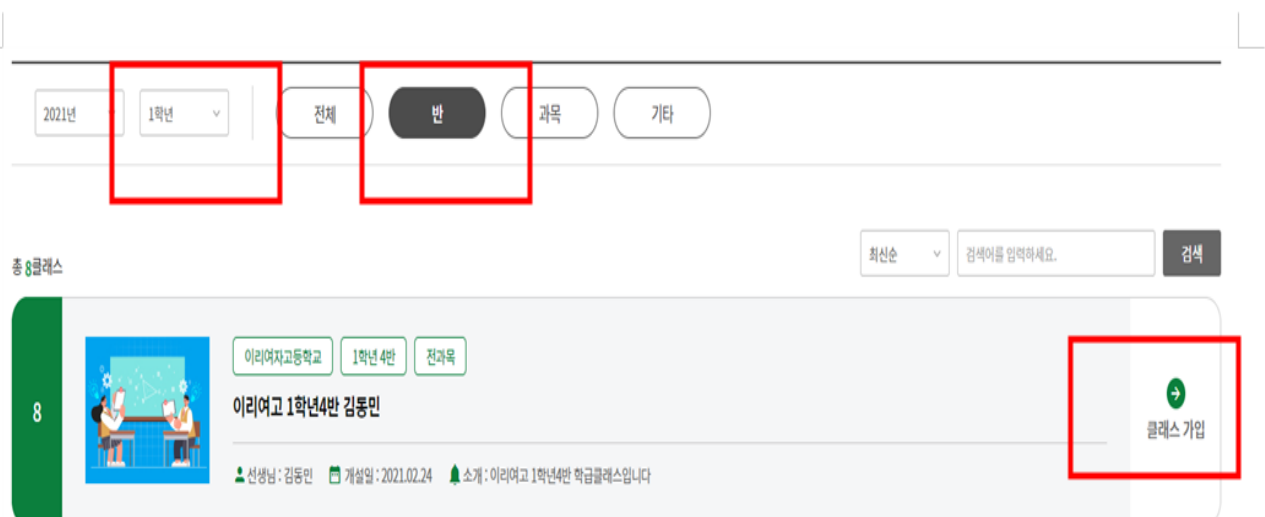 2021년 1학년 전체 반 과목 기타
총 8클래스 최신순 검색어를 입력하세요. 검색
이리여자고등학교 1학년 4반 전과목
8 이리여고 1학년4반 김동민
클래스 가입
선생님 : 김동민 개설일 : 2021.02.24 소개 : 이리여고 1학년4반 학급클래스입니다